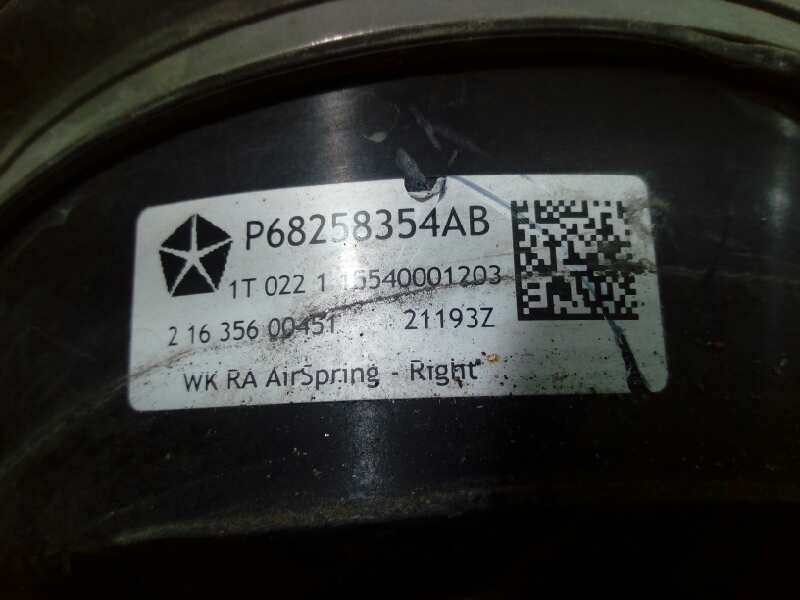 P68258354AB
1T 022 1 15540001203
2 16 356 00451 21193Z
WK RA AirSpring - Right